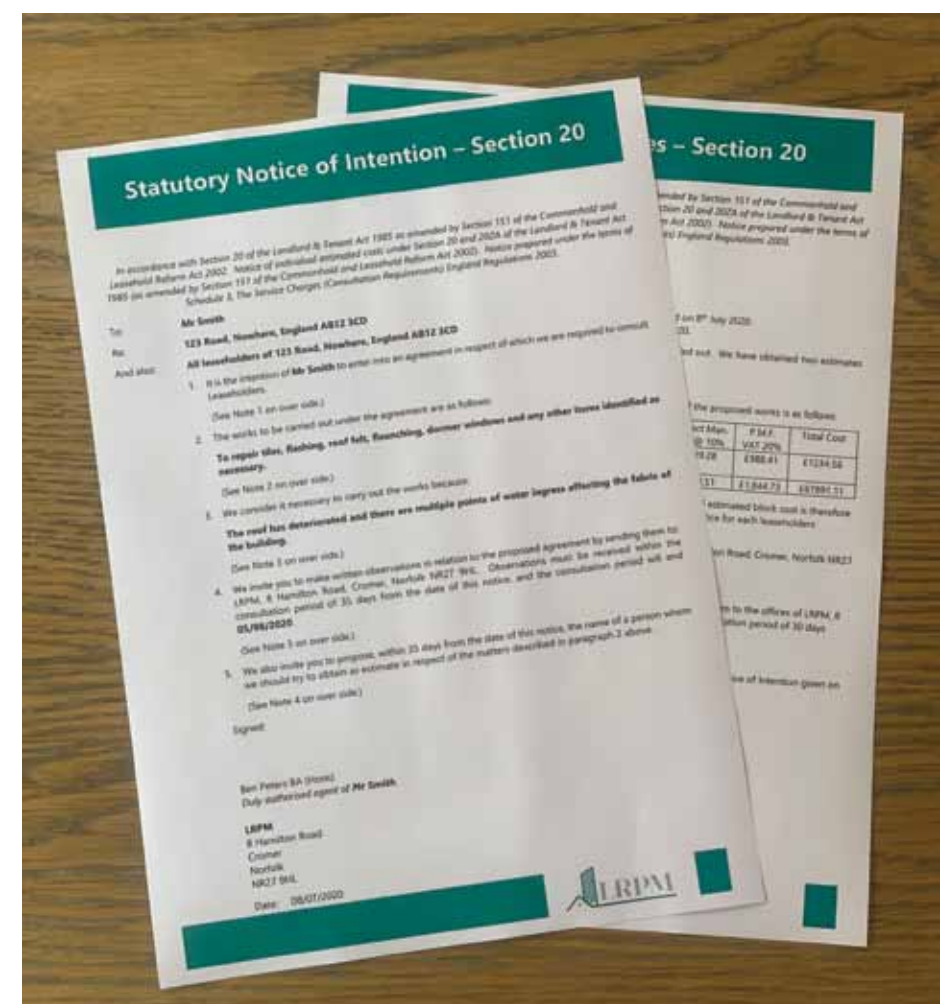 Statutory Notice of Intention – Section 20
In accordance with Section 20 of the Landlord & Tenant Act 1985 as amended by Section 151 of the Commonhold and
Leasehold Reform Act 2002. Notice of individual estimated costs under Section 20 and 20ZA of the Landlord & Tenant Act
1985 (as amended by Section 151 of the Commonhold and Leasehold Reform Act 2002). Notice prepared under the terms of
Schedule 3, The Service Charges (Consultation Requirements) England Regulations 2003.
To: Mr Smith
Re: 123 Road, Nowhere, England AB12 3CD
And also: All leaseholders of 123 Road, Nowhere, England AB12 3CD
1. It is the intention of Mr Smith to enter into an agreement in respect of which we are required to consult
Leaseholders.
(See Note 1 on over side.)
2. The works to be carried out under the agreement are as follows:
To repair tiles, flashing, roof felt, flaunching, dormer windows and any other items identified as
necessary.
(See Note 2 on over side.)
3. We consider it necessary to carry out the works because:
The roof has deteriorated and there are multiple points of water ingress affecting the fabric of
the building.
(See Note 3 on over side.)
4. We invite you to make written observations in relation to the proposed agreement by sending them to:
LRPM, 8 Hamilton Road, Cromer, Norfolk NR27 9HL. Observations must be received within the
consultation period of 35 days from the date of this notice, and the consultation period will end
05/08/2020.
(See Note 5 on over side.)
5. We also invite you to propose, within 35 days from the date of this notice, the name of a person whom
we should try to obtain as estimate in respect of the matters described in paragraph 2 above.
(See Note 4 on over side.)
Signed:
Ben Peters BA (Hons)
Duly authorised agent of Mr Smith.
LRPM
8 Hamilton Road
Cromer
Norfolk
NR27 9HL
Date: 08/07/2020
LRPM
es – Section 20
ended by Section 151 of the Commonhold and
ction 20 and 20ZA of the Landlord & Tenant Act
m Act 2002). Notice prepared under the terms of
ts) England Regulations 2003.
d on 8th July 2020.
ed out. We have obtained two estimates
f the proposed works is as follows:
ect Man. @ 10% P.M.F. VAT 20% Total Cost
£988.41 £1234.56
£1,844.73
l estimated block cost is therefore
ice for each leaseholders
on Road, Cromer, Norfolk NR27
m to the offices of LRPM, 8
ation period of 30 days
ice of Intention given on